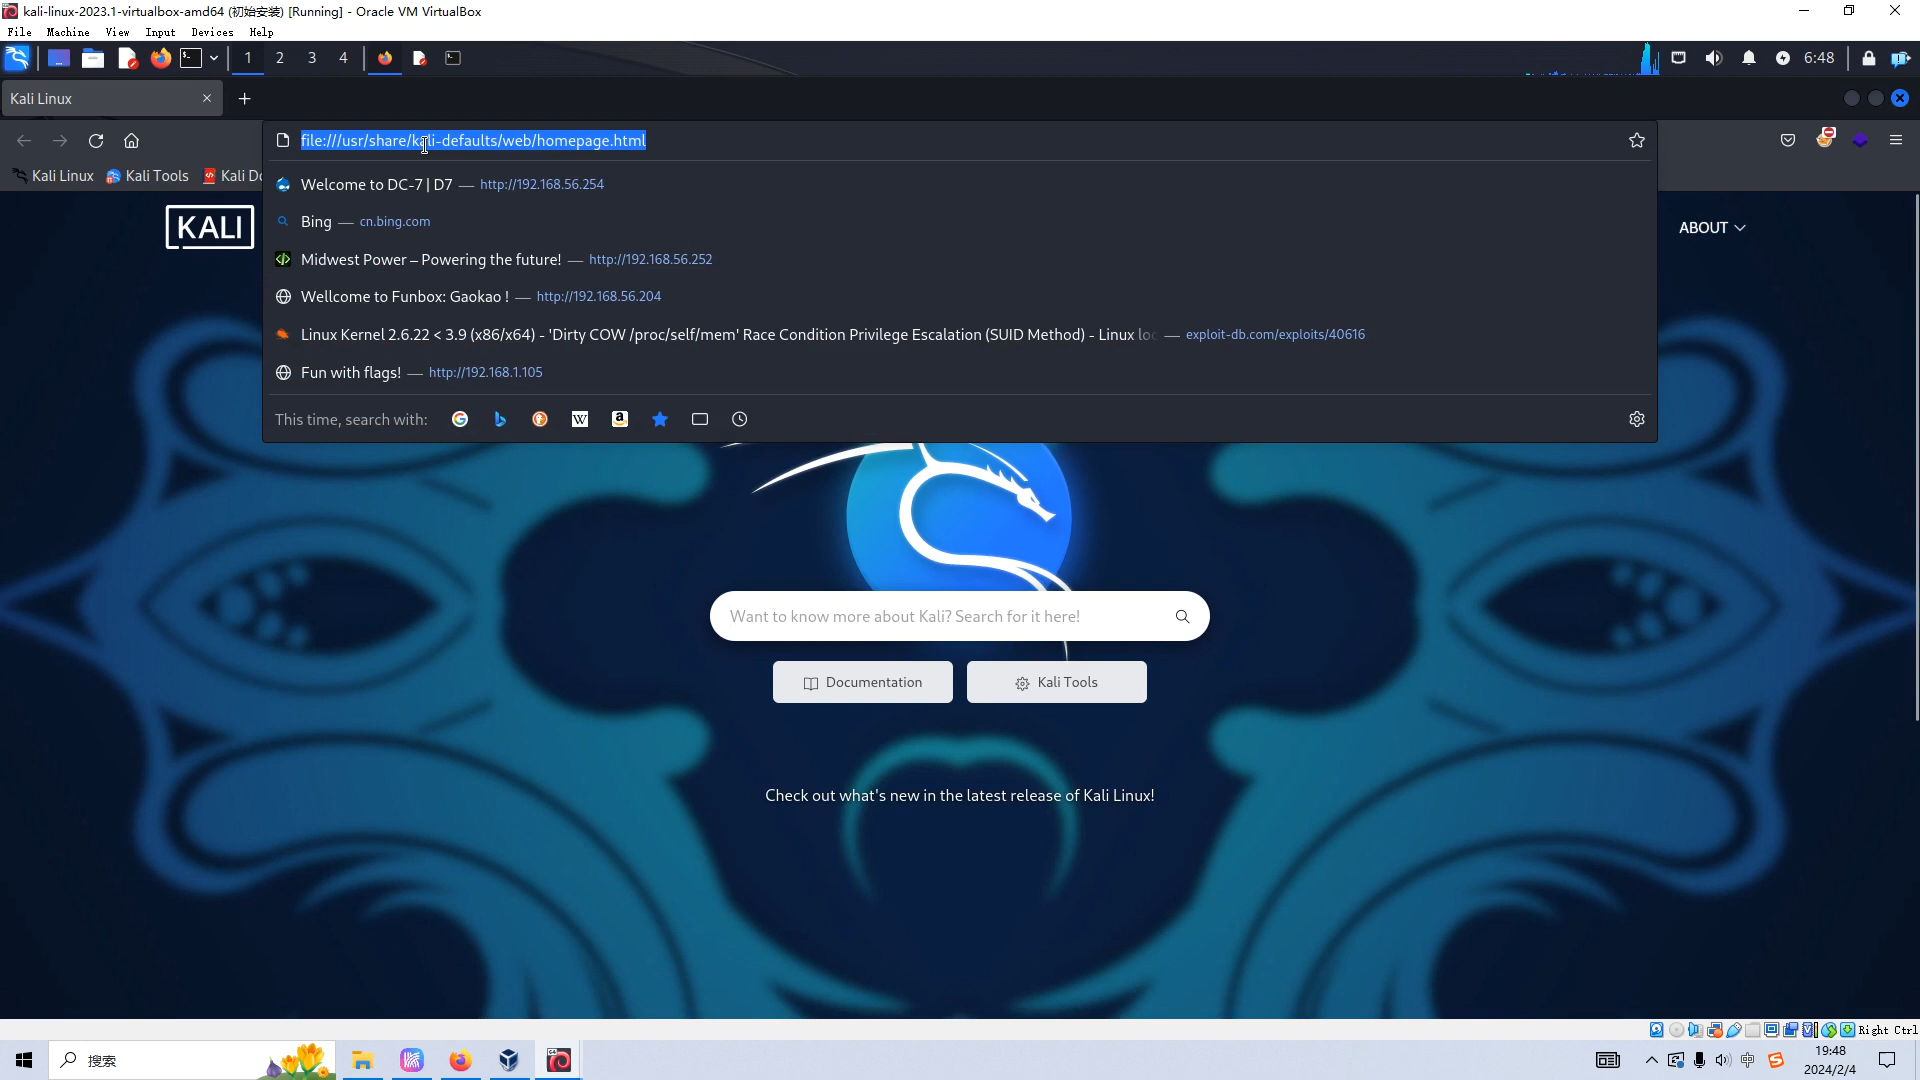 kali-linux-2023.1-virtualbox-amd64 (初始安装) [Running] - Oracle VM VirtualBox
File Machine View Input Devices Help
1 2 3 4 6:48
Kali Linux
file:///usr/share/kali-defaults/web/homepage.html
Kali Linux Kali Tools Kali Do
Welcome to DC-7 | D7 — http://192.168.56.254
Bing — cn.bing.com
KALI
ABOUT
Midwest Power – Powering the future! — http://192.168.56.252
Wellcome to Funbox: Gaokao ! — http://192.168.56.204
Linux Kernel 2.6.22 < 3.9 (x86/x64) - 'Dirty COW /proc/self/mem' Race Condition Privilege Escalation (SUID Method) - Linux loc — exploit-db.com/exploits/40616
Fun with flags! — http://192.168.1.105
This time, search with:
Want to know more about Kali? Search for it here!
Documentation Kali Tools
Check out what's new in the latest release of Kali Linux!
Right Ctrl
搜索
中
19:48
2024/2/4